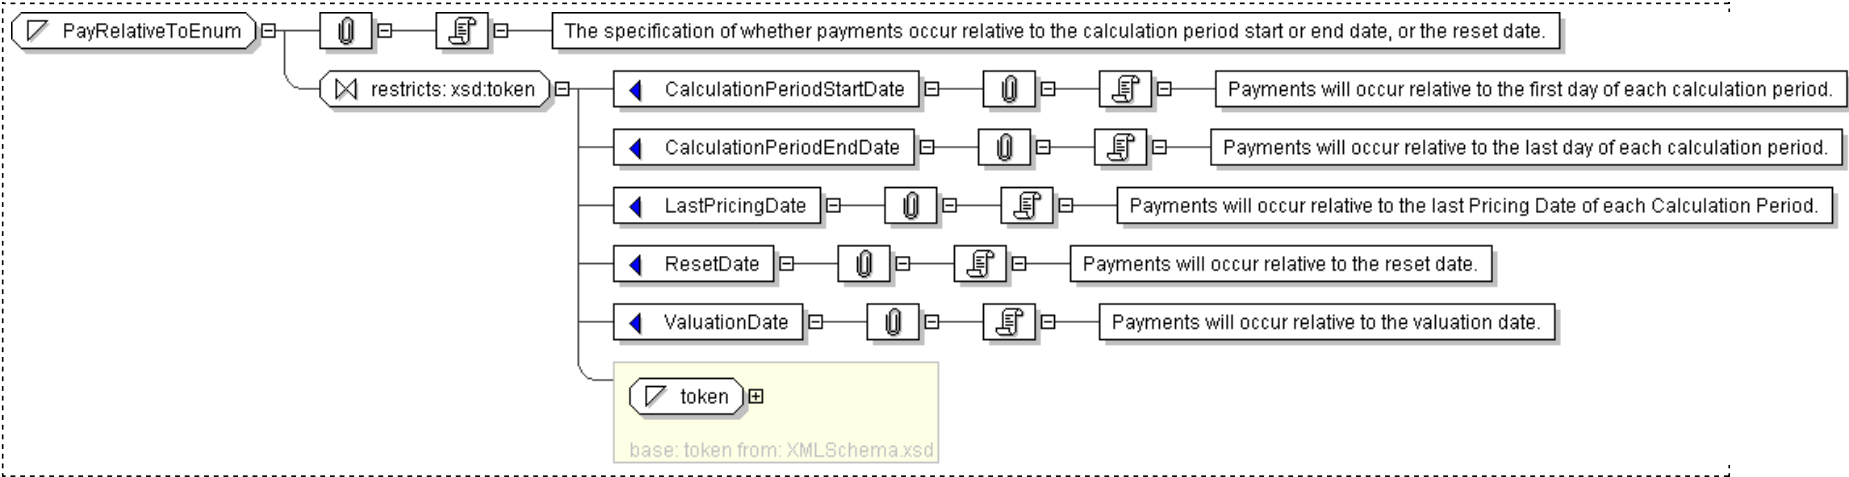 PayRelativeToEnum
The specification of whether payments occur relative to the calculation period start or end date, or the reset date.
restricts: xsd:token
CalculationPeriodStartDate
Payments will occur relative to the first day of each calculation period.
CalculationPeriodEndDate
Payments will occur relative to the last day of each calculation period.
LastPricingDate
Payments will occur relative to the last Pricing Date of each Calculation Period.
ResetDate
Payments will occur relative to the reset date.
ValuationDate
Payments will occur relative to the valuation date.
token
base: token from: XMLSchema.xsd